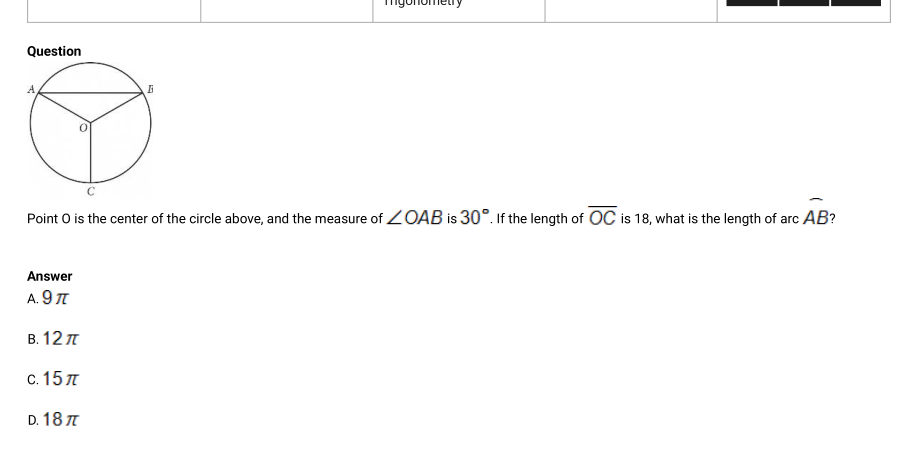 Trigonometry
Question
A
B
O
C
Point O is the center of the circle above, and the measure of ∠OAB is 30°. If the length of OC is 18, what is the length of arc AB?
Answer
A. 9π
B. 12π
C. 15π
D. 18π